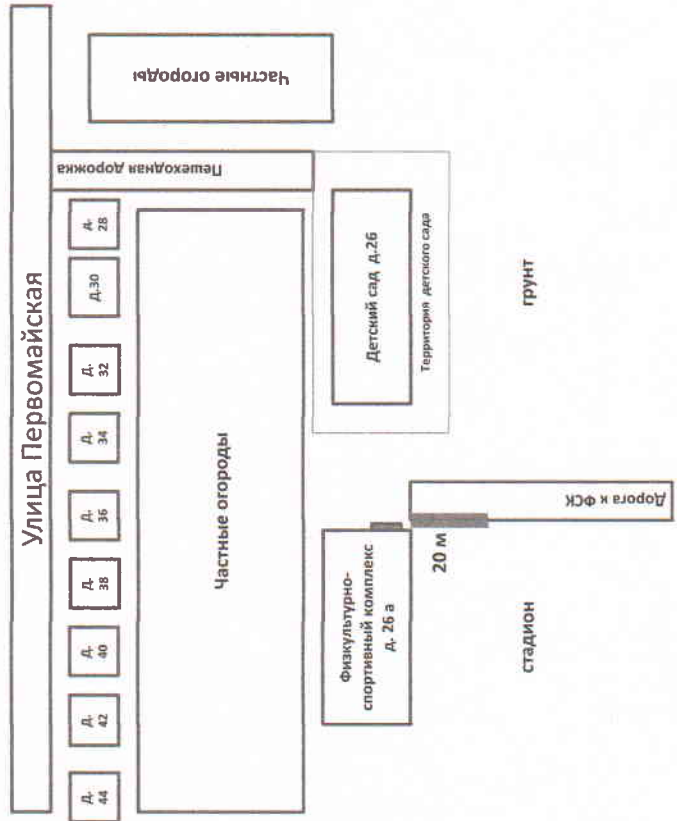 Улица Первомайская
д.
44
д.
42
д.
40
д.
38
д.
36
д.
34
д.
32
д.30
д.
28
Пешеходная дорожка
Частные огороды
Частные огороды
Физкультурно-
спортивный комплекс
д. 26 а
Детский сад д.26
Территория детского сада
20 м
Дорога к ФСК
стадион
грунт